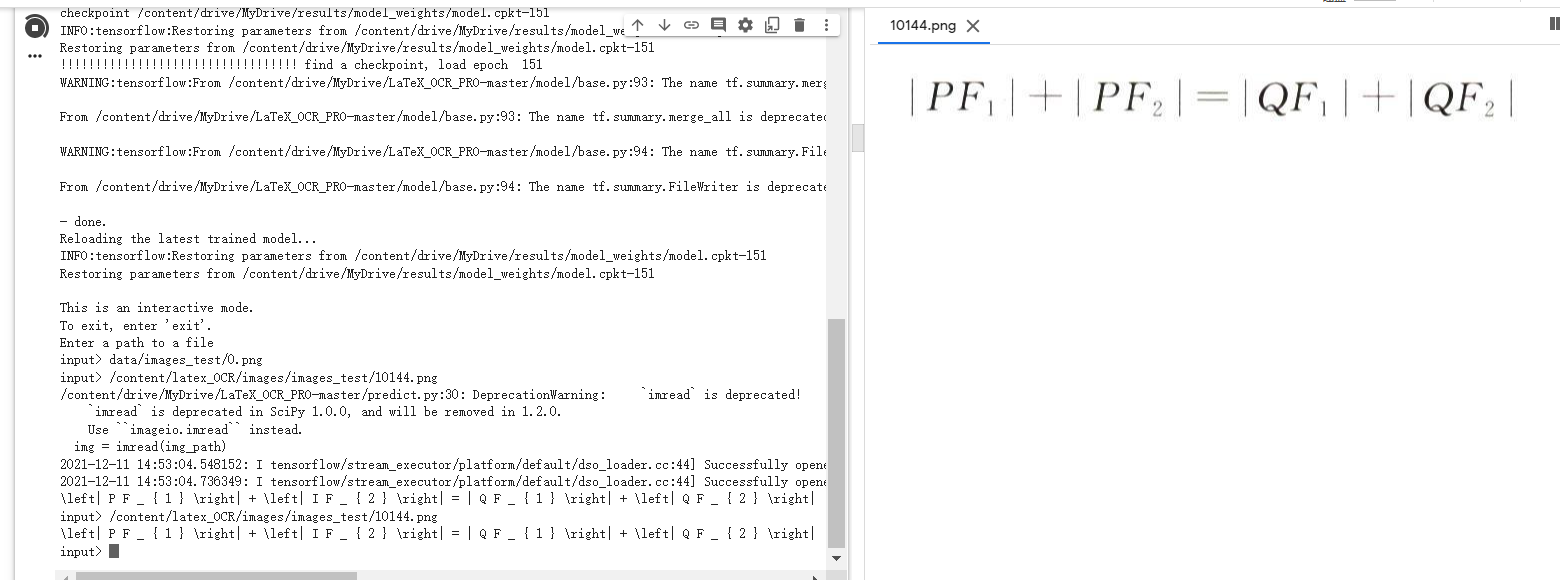 checkpoint /content/drive/MyDrive/results/model_weights/model.cpkt-151
INFO:tensorflow:Restoring parameters from /content/drive/MyDrive/results/model_we
Restoring parameters from /content/drive/MyDrive/results/model_weights/model.cpkt-151
!!!!!!!!!!!!!!!!!!!!!!!!!!!!!!!!!! find a checkpoint, load epoch  151
WARNING:tensorflow:From /content/drive/MyDrive/LaTeX_OCR_PRO-master/model/base.py:93: The name tf.summary.merg
From /content/drive/MyDrive/LaTeX_OCR_PRO-master/model/base.py:93: The name tf.summary.merge_all is deprecate
WARNING:tensorflow:From /content/drive/MyDrive/LaTeX_OCR_PRO-master/model/base.py:94: The name tf.summary.File
From /content/drive/MyDrive/LaTeX_OCR_PRO-master/model/base.py:94: The name tf.summary.FileWriter is deprecate
- done.
Reloading the latest trained model...
INFO:tensorflow:Restoring parameters from /content/drive/MyDrive/results/model_weights/model.cpkt-151
Restoring parameters from /content/drive/MyDrive/results/model_weights/model.cpkt-151
This is an interactive mode.
To exit, enter 'exit'.
Enter a path to a file
input> data/images_test/0.png
input> /content/latex_OCR/images/images_test/10144.png
/content/drive/MyDrive/LaTeX_OCR_PRO-master/predict.py:30: DeprecationWarning:     `imread` is deprecated!
`imread` is deprecated in SciPy 1.0.0, and will be removed in 1.2.0.
Use ``imageio.imread`` instead.
img = imread(img_path)
2021-12-11 14:53:04.548152: I tensorflow/stream_executor/platform/default/dso_loader.cc:44] Successfully opene
2021-12-11 14:53:04.736349: I tensorflow/stream_executor/platform/default/dso_loader.cc:44] Successfully opene
\left| P F _ { 1 } \right| + \left| I F _ { 2 } \right| = | Q F _ { 1 } \right| + \left| Q F _ { 2 } \right|
input> /content/latex_OCR/images/images_test/10144.png
\left| P F _ { 1 } \right| + \left| I F _ { 2 } \right| = | Q F _ { 1 } \right| + \left| Q F _ { 2 } \right|
input>
10144.png
|PF₁|+|PF₂|=|QF₁|+|QF₂|